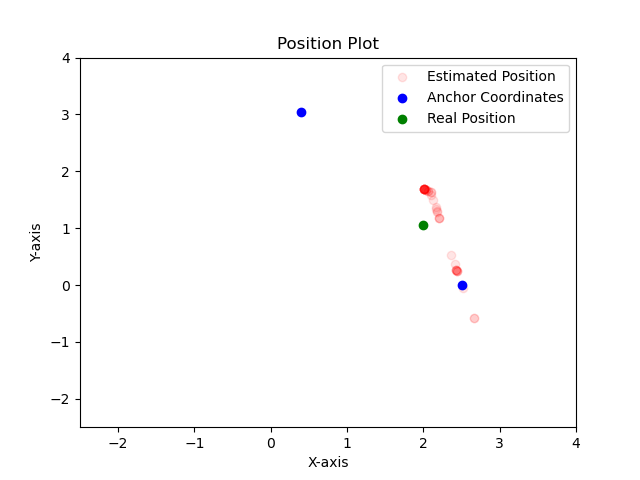 Position Plot
Estimated Position
Anchor Coordinates
Real Position
Y-axis
4
3
2
1
0
−1
−2
−2
−1
0
1
2
3
4
X-axis